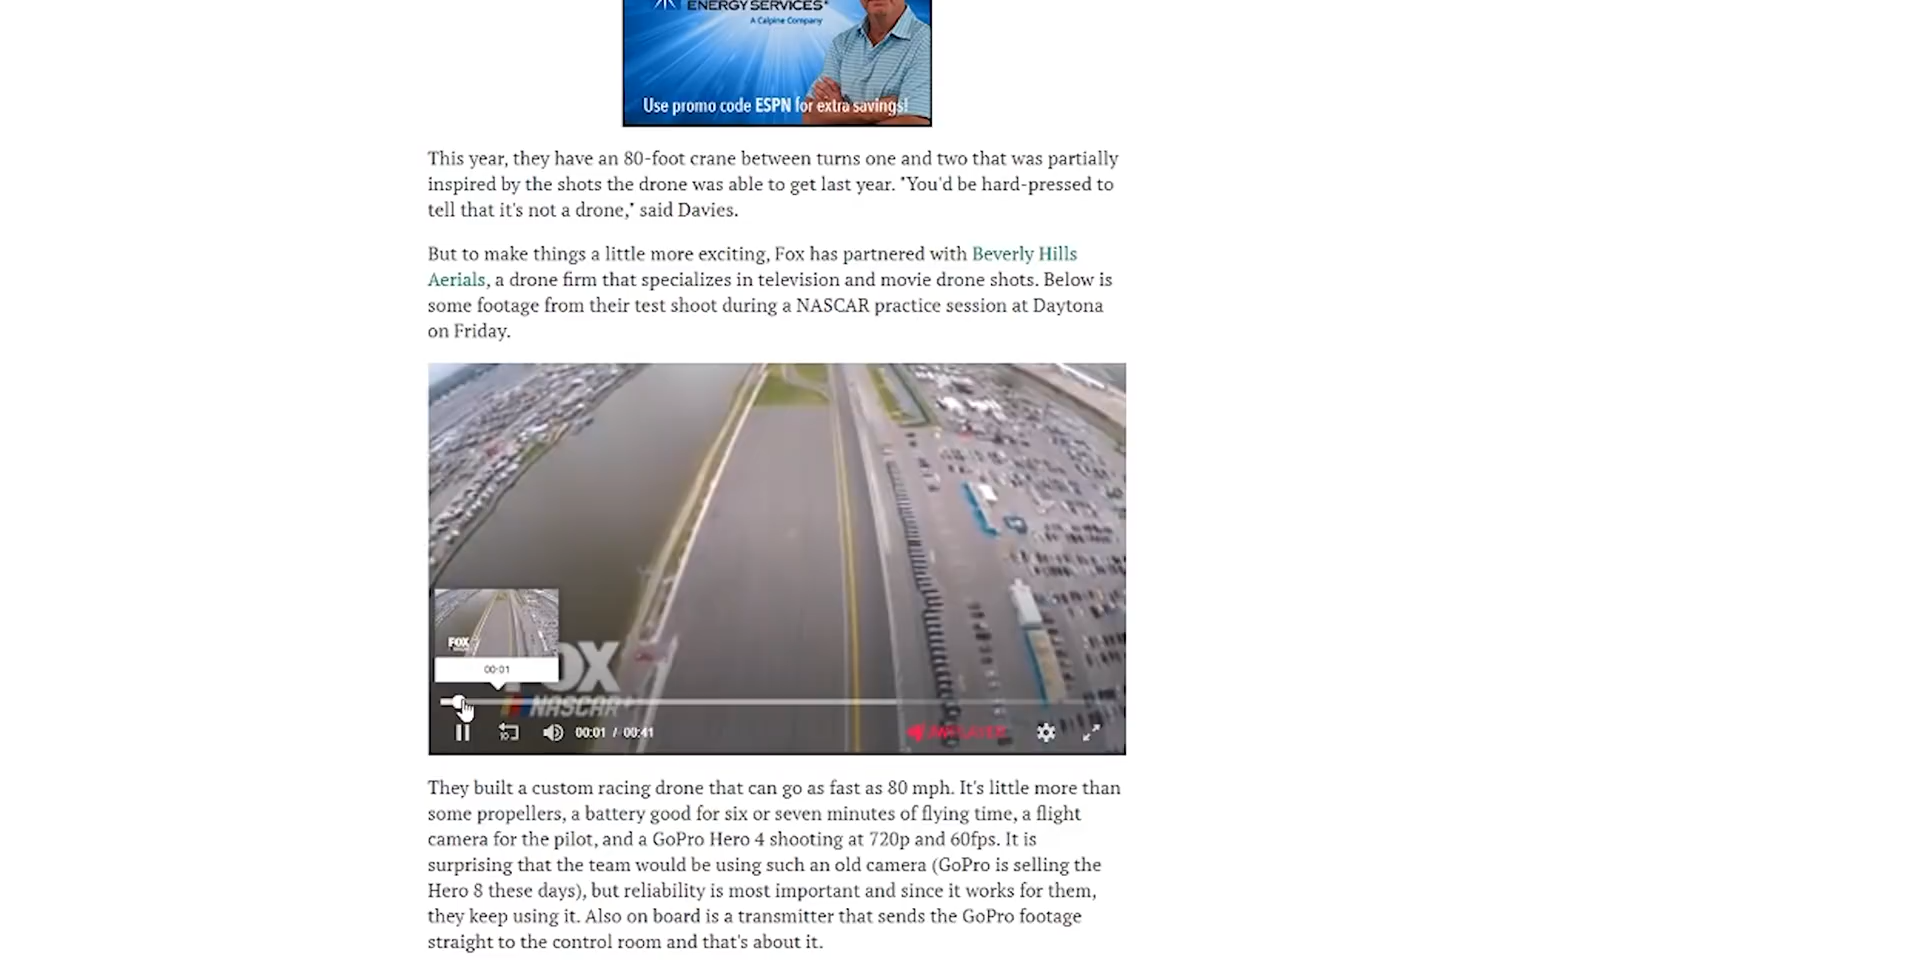 ENERGY SERVICES
A Calpine Company
Use promo code ESPN for extra savings!
This year, they have an 80-foot crane between turns one and two that was partially
inspired by the shots the drone was able to get last year. "You'd be hard-pressed to
tell that it's not a drone," said Davies.
But to make things a little more exciting, Fox has partnered with Beverly Hills
Aerials, a drone firm that specializes in television and movie drone shots. Below is
some footage from their test shoot during a NASCAR practice session at Daytona
on Friday.
FOX
00:01
FOX
NASCAR
10
00:01 / 00:41
JWPLAYER
They built a custom racing drone that can go as fast as 80 mph. It's little more than
some propellers, a battery good for six or seven minutes of flying time, a flight
camera for the pilot, and a GoPro Hero 4 shooting at 720p and 60fps. It is
surprising that the team would be using such an old camera (GoPro is selling the
Hero 8 these days), but reliability is most important and since it works for them,
they keep using it. Also on board is a transmitter that sends the GoPro footage
straight to the control room and that's about it.